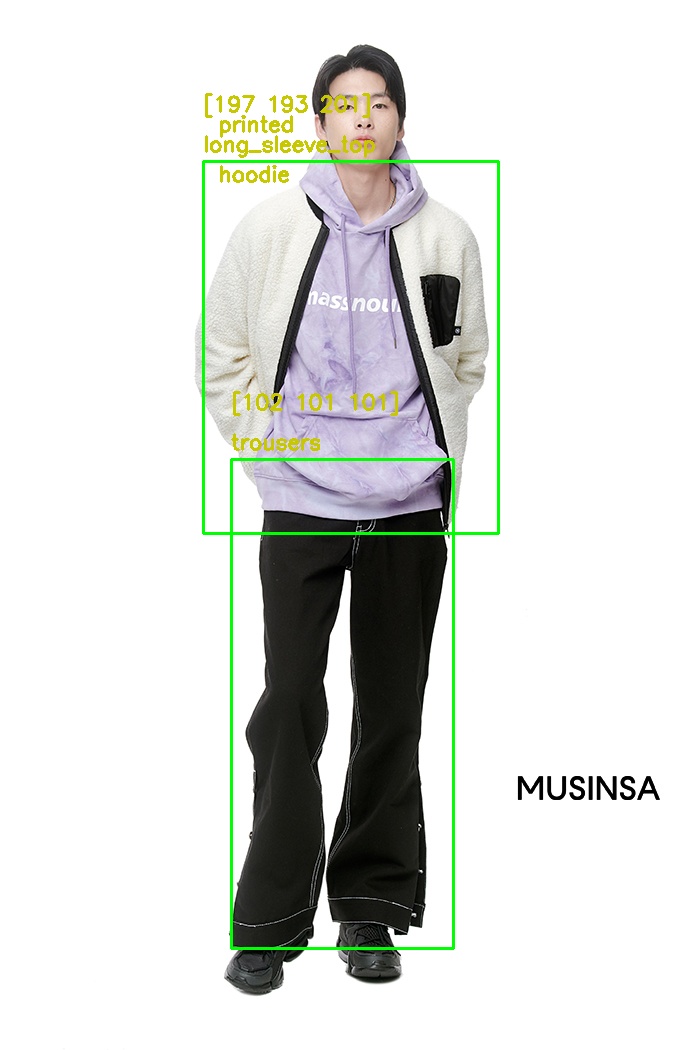 [197 193 201]
printed
long_sleeve_top
hoodie
massnou
[102 101 101]
trousers
MUSINSA